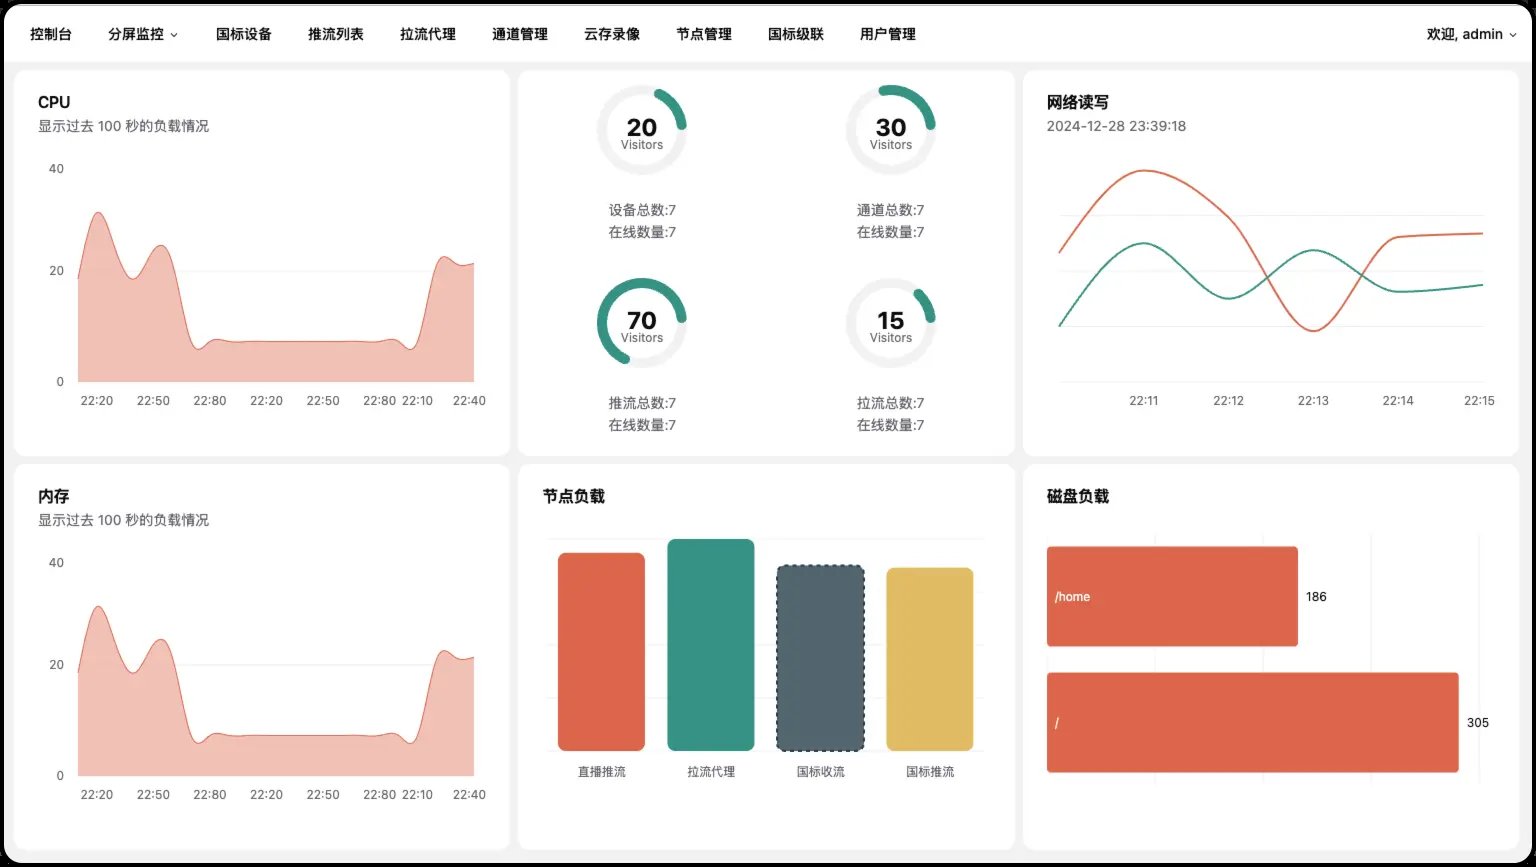 控制台 分屏监控 国标设备 推流列表 拉流代理 通道管理 云存录像 节点管理 国标级联 用户管理 欢迎, admin
CPU
显示过去 100 秒的负载情况
40
20
0
22:20 22:50 22:80 22:20 22:50 22:80 22:10 22:40
20
Visitors
设备总数:7
在线数量:7
30
Visitors
通道总数:7
在线数量:7
70
Visitors
推流总数:7
在线数量:7
15
Visitors
拉流总数:7
在线数量:7
网络读写
2024-12-28 23:39:18
22:11 22:12 22:13 22:14 22:15
内存
显示过去 100 秒的负载情况
40
20
0
22:20 22:50 22:80 22:20 22:50 22:80 22:10 22:40
节点负载
直播推流 拉流代理 国标收流 国标推流
磁盘负载
/home 186
/ 305